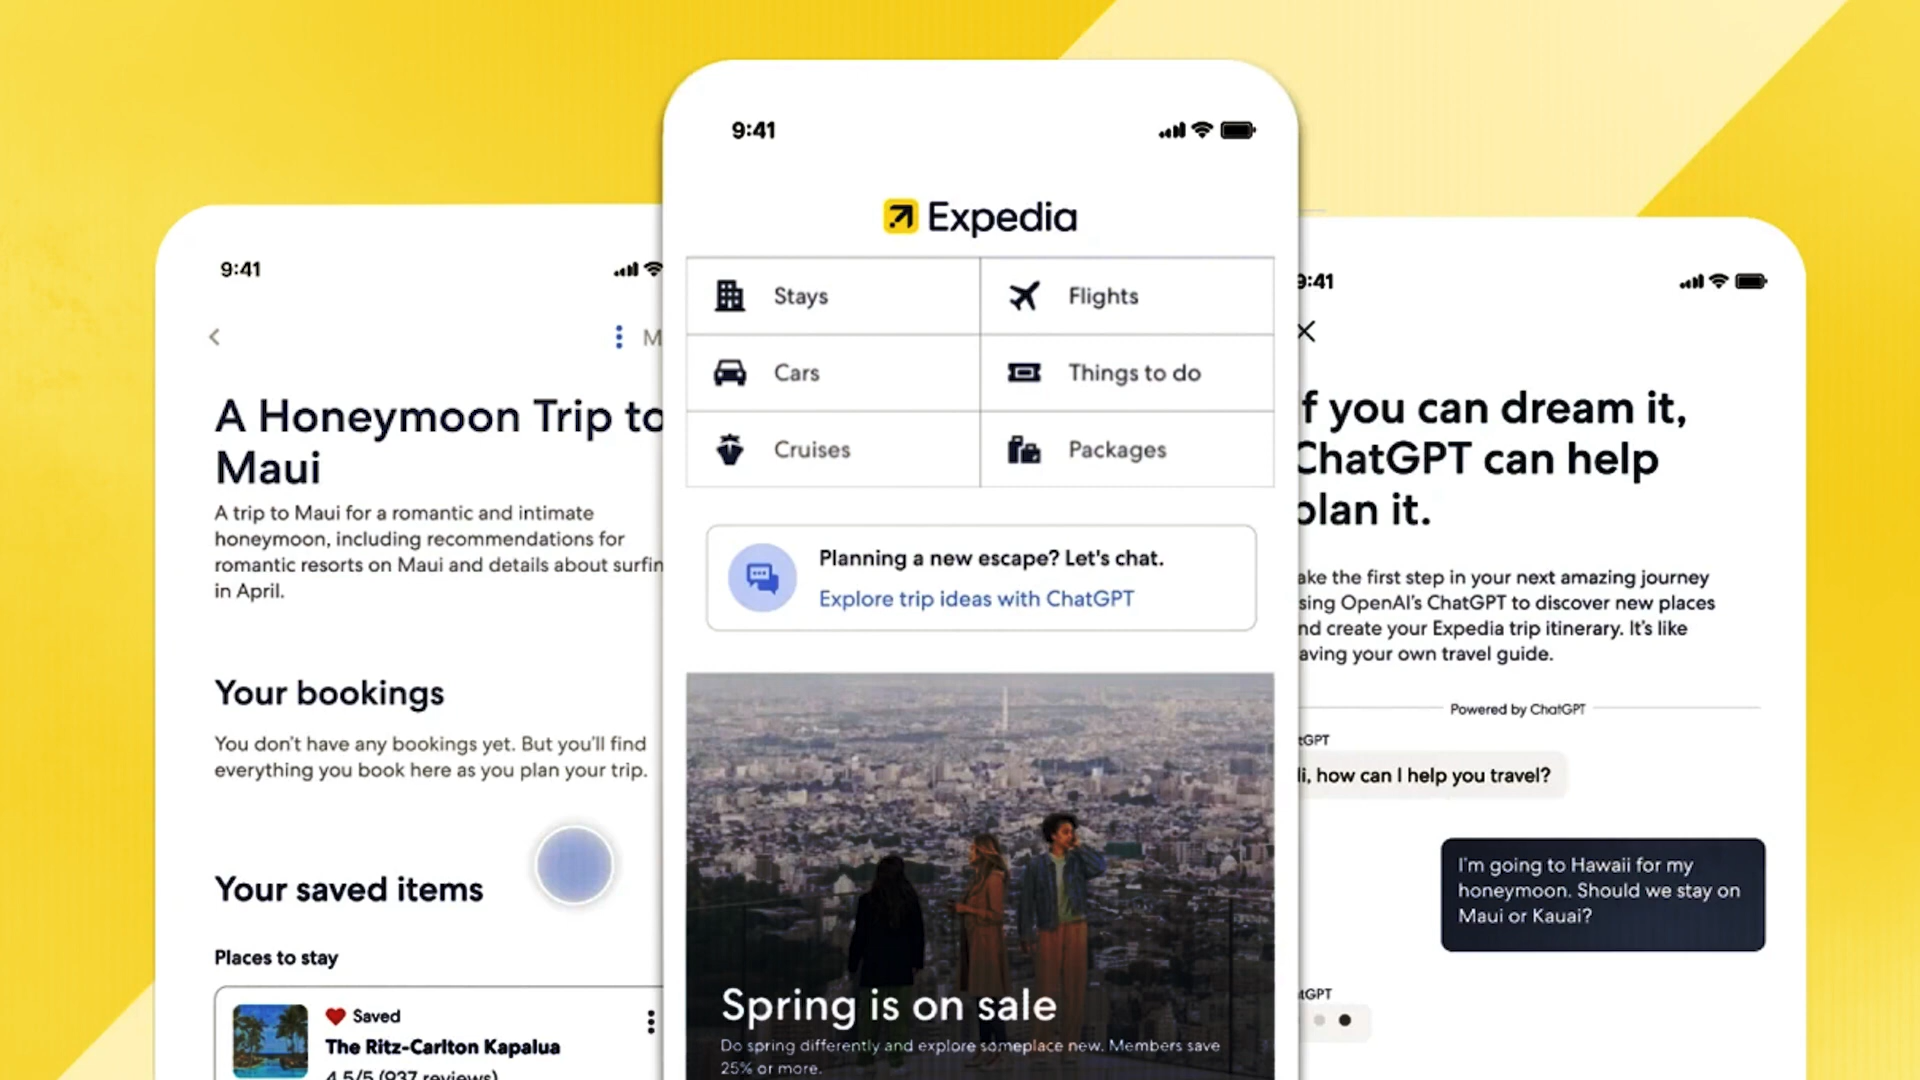 9:41
M
A Honeymoon Trip to
Maui
A trip to Maui for a romantic and intimate
honeymoon, including recommendations for
romantic resorts on Maui and details about surfin
in April.
Your bookings
You don't have any bookings yet. But you'll find
everything you book here as you plan your trip.
Your saved items
Places to stay
Saved
The Ritz-Carlton Kapalua
4.5/5 (937 reviews)
9:41
Expedia
Stays
Flights
Cars
Things to do
Cruises
Packages
Planning a new escape? Let's chat.
Explore trip ideas with ChatGPT
Spring is on sale
Do spring differently and explore someplace new. Members save
25% or more.
9:41
f you can dream it,
ChatGPT can help
plan it.
ake the first step in your next amazing journey
sing OpenAI's ChatGPT to discover new places
nd create your Expedia trip itinerary. It's like
aving your own travel guide.
Powered by ChatGPT
tGPT
Hi, how can I help you travel?
I'm going to Hawaii for my
honeymoon. Should we stay on
Maui or Kauai?
tGPT